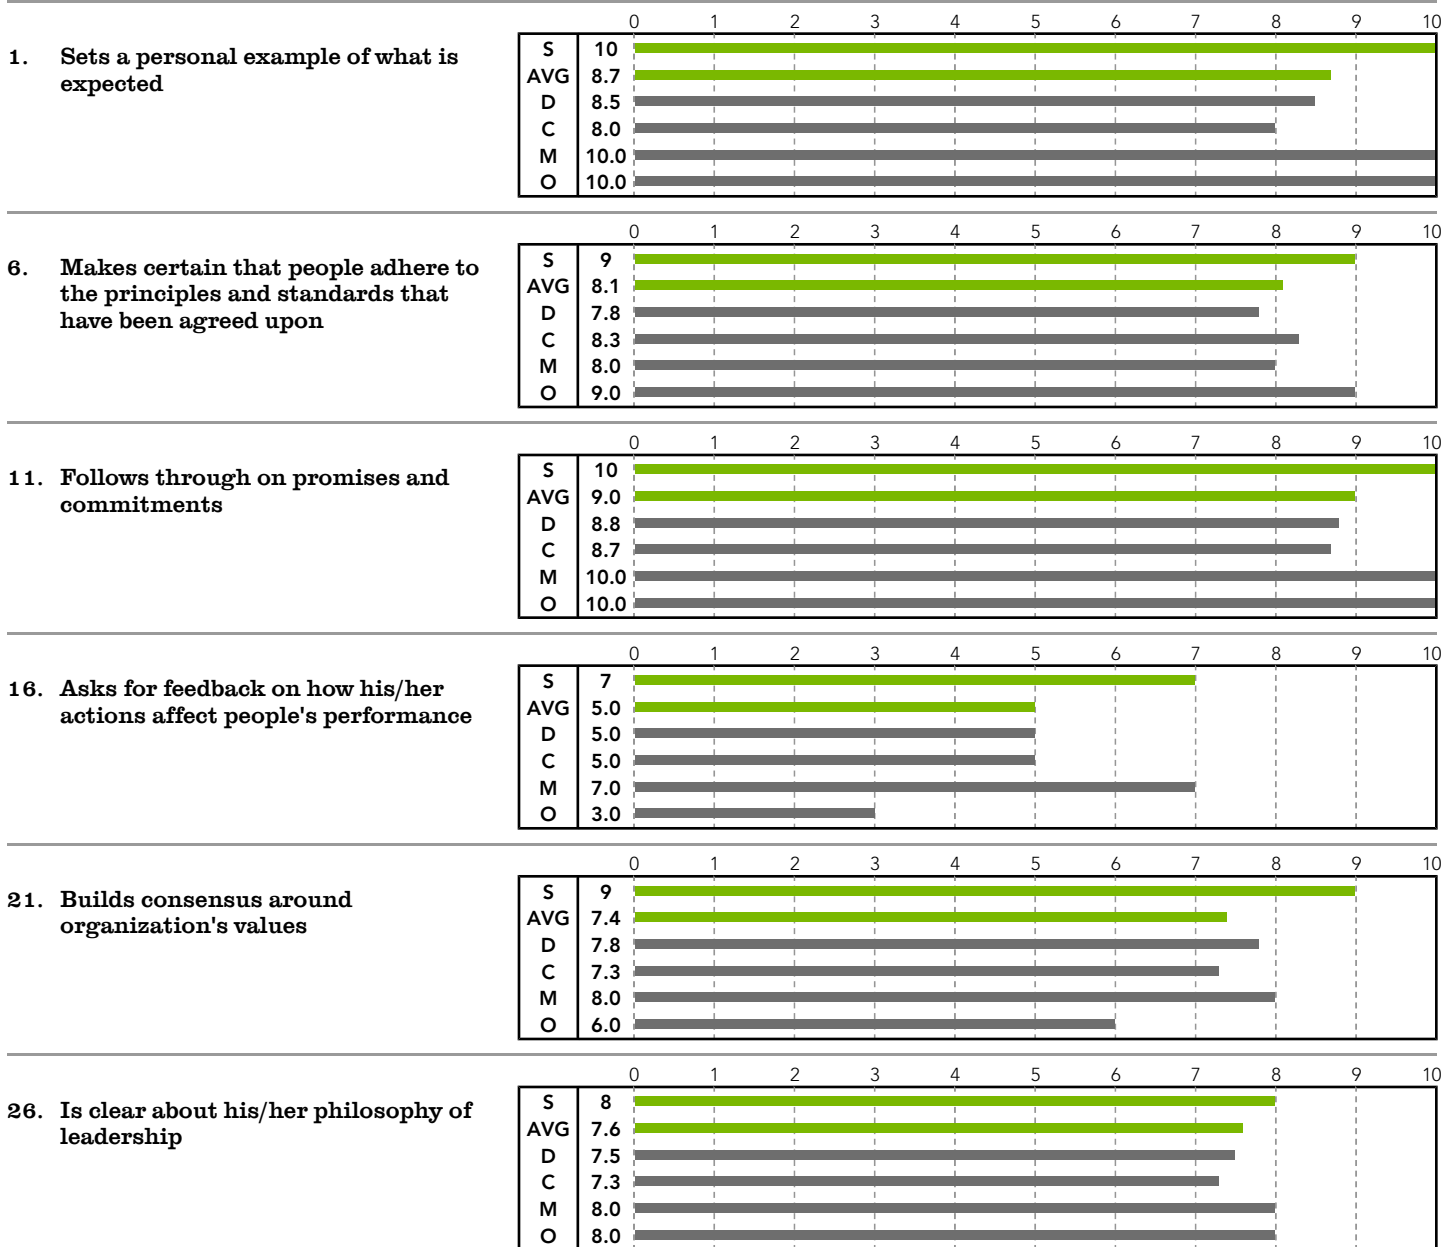 0 1 2 3 4 5 6 7 8 9 10
1. Sets a personal example of what is
expected
S 10
AVG 8.7
D 8.5
C 8.0
M 10.0
O 10.0
0 1 2 3 4 5 6 7 8 9 10
6. Makes certain that people adhere to
the principles and standards that
have been agreed upon
S 9
AVG 8.1
D 7.8
C 8.3
M 8.0
O 9.0
0 1 2 3 4 5 6 7 8 9 10
11. Follows through on promises and
commitments
S 10
AVG 9.0
D 8.8
C 8.7
M 10.0
O 10.0
0 1 2 3 4 5 6 7 8 9 10
16. Asks for feedback on how his/her
actions affect people's performance
S 7
AVG 5.0
D 5.0
C 5.0
M 7.0
O 3.0
0 1 2 3 4 5 6 7 8 9 10
21. Builds consensus around
organization's values
S 9
AVG 7.4
D 7.8
C 7.3
M 8.0
O 6.0
0 1 2 3 4 5 6 7 8 9 10
26. Is clear about his/her philosophy of
leadership
S 8
AVG 7.6
D 7.5
C 7.3
M 8.0
O 8.0